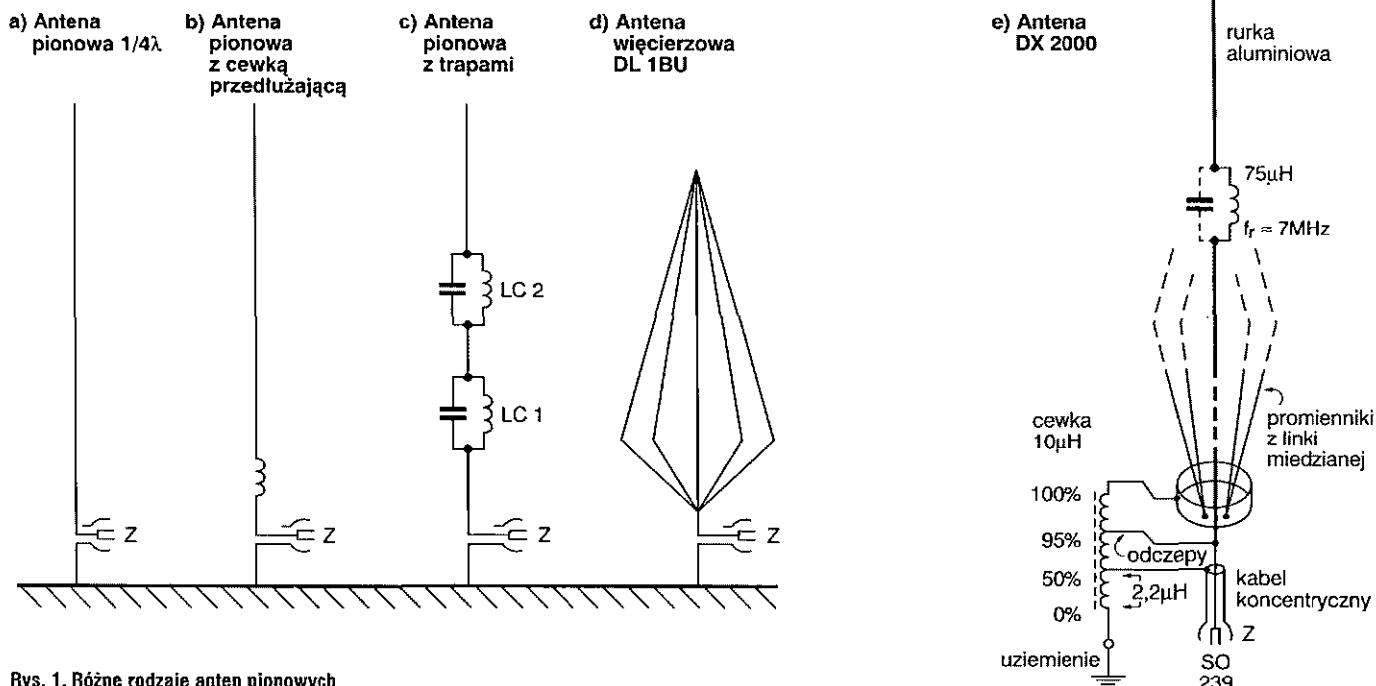 a) Antena
pionowa 1/4λ
b) Antena
pionowa
z cewką
przedłużającą
c) Antena
pionowa
z trapami
d) Antena
więcierzowa
DL 1BU
e) Antena
DX 2000
rurka
aluminiowa
75μH
fr ≈ 7MHz
LC 2
LC 1
promienniki
z linki
miedzianej
cewka
10μH
100%
95%
odczepy
50%
2,2μH
0%
kabel
koncentryczny
Z
Z
Z
Z
Z
uziemienie
SO
239
Rys. 1. Różne rodzaje anten pionowych